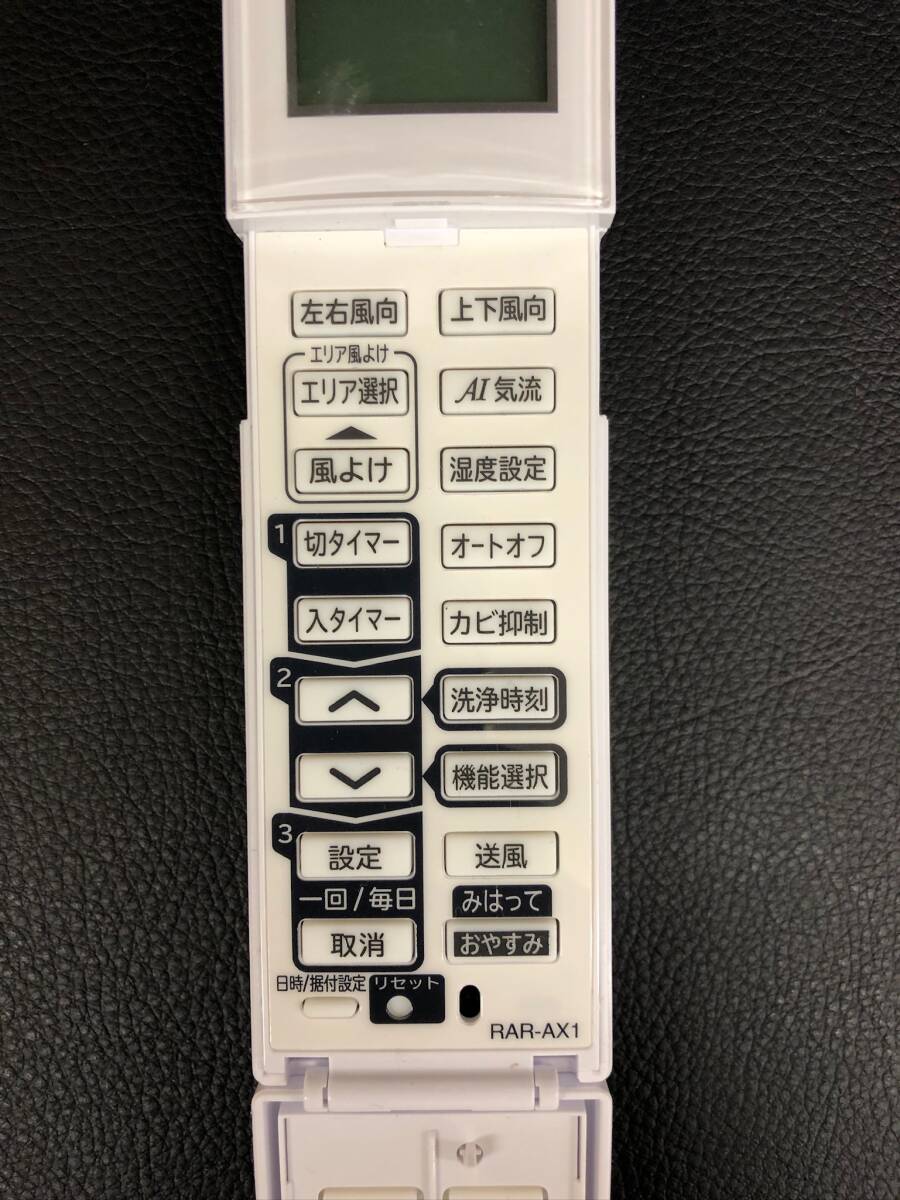 左右風向
上下風向
エリア風よけ
エリア選択
AI 気流
風よけ
湿度設定
1
切タイマー
オートオフ
入タイマー
カビ抑制
2
洗浄時刻
機能選択
3
設定
送風
一回/毎日
みはって
取消
おやすみ
日時/据付設定
リセット
RAR-AX1